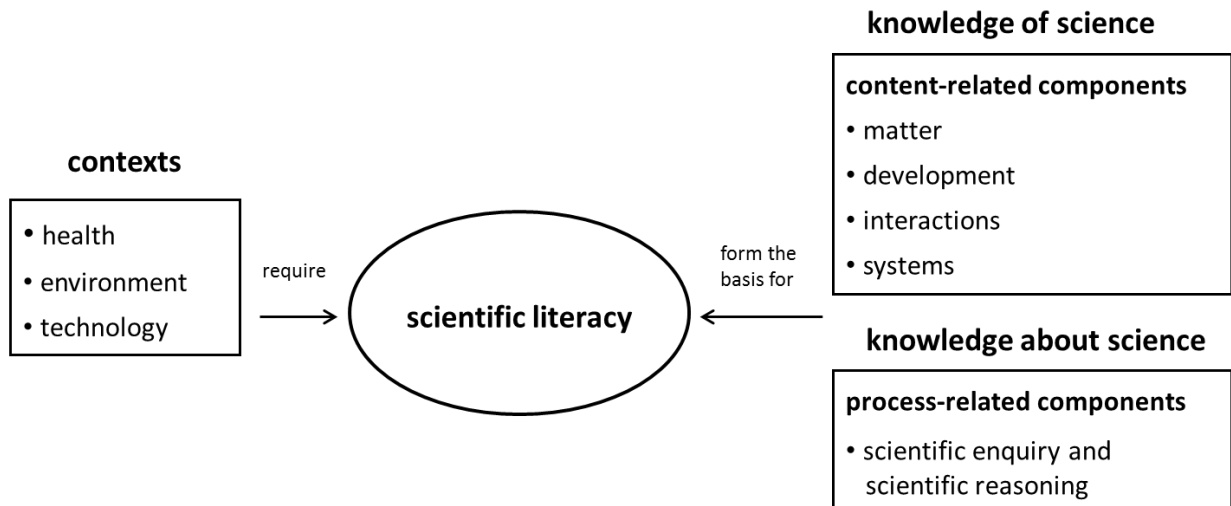 contexts
• health
• environment
• technology
require
scientific literacy
form the
basis for
knowledge of science
content-related components
• matter
• development
• interactions
• systems
knowledge about science
process-related components
• scientific enquiry and
scientific reasoning